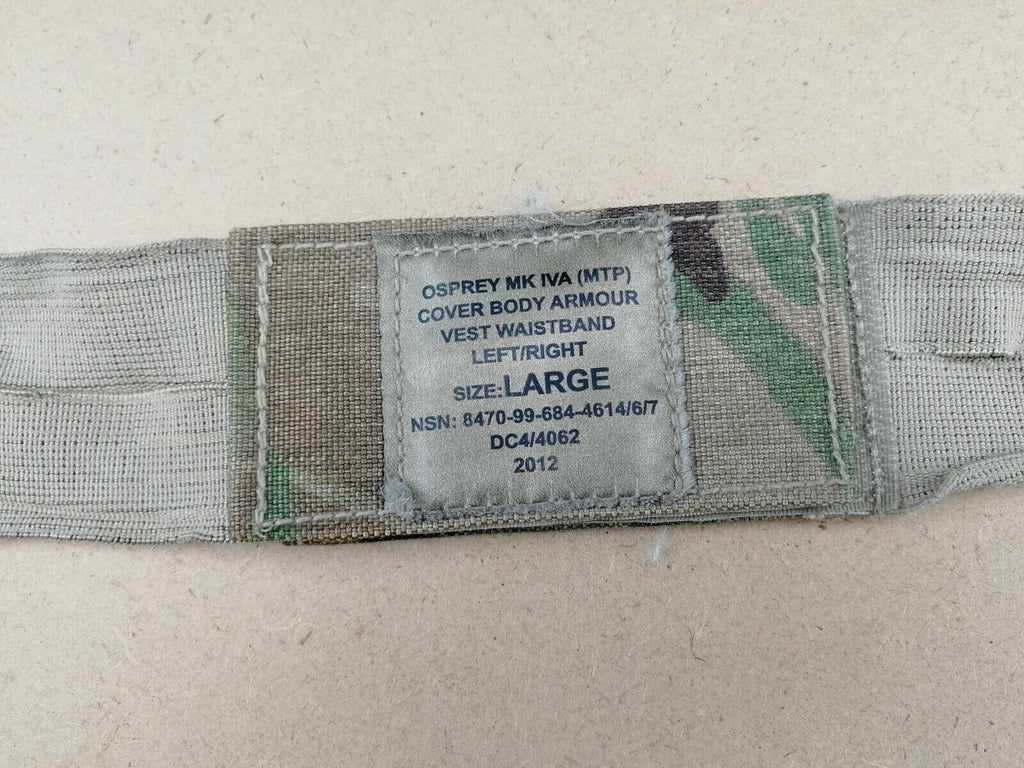 OSPREY MK IVA (MTP)
COVER BODY ARMOUR
VEST WAISTBAND
LEFT/RIGHT
SIZE:LARGE
NSN: 8470-99-684-4614/6/7
DC4/4062
2012